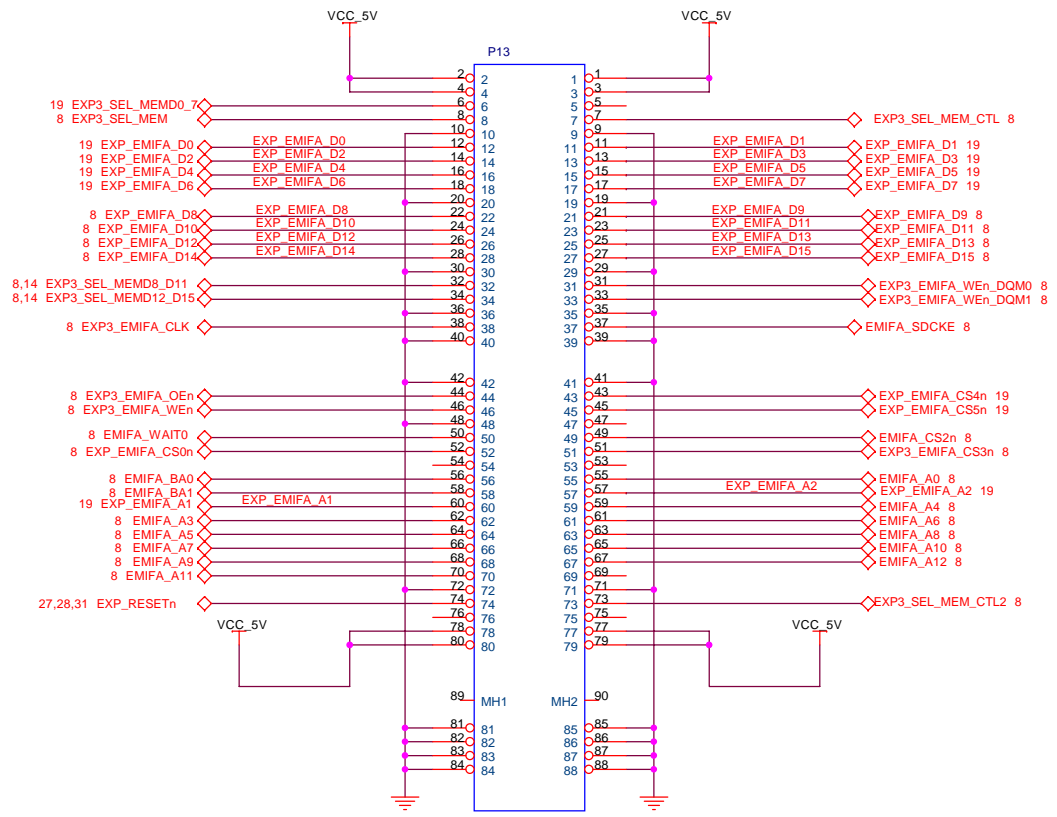 VCC_5V VCC_5V
P13
2 2 1 1
4 4 3 3
19 EXP3_SEL_MEMD0_7 6 6 5 5
8 EXP3_SEL_MEM 8 8 7 7 EXP3_SEL_MEM_CTL 8
10 10 9 9
19 EXP_EMIFA_D0 EXP_EMIFA_D0 12 12 11 11 EXP_EMIFA_D1 EXP_EMIFA_D1 19
19 EXP_EMIFA_D2 EXP_EMIFA_D2 14 14 13 13 EXP_EMIFA_D3 EXP_EMIFA_D3 19
19 EXP_EMIFA_D4 EXP_EMIFA_D4 16 16 15 15 EXP_EMIFA_D5 EXP_EMIFA_D5 19
19 EXP_EMIFA_D6 EXP_EMIFA_D6 18 18 17 17 EXP_EMIFA_D7 EXP_EMIFA_D7 19
20 20 19 19
8 EXP_EMIFA_D8 EXP_EMIFA_D8 22 22 21 21 EXP_EMIFA_D9 EXP_EMIFA_D9 8
8 EXP_EMIFA_D10 EXP_EMIFA_D10 24 24 23 23 EXP_EMIFA_D11 EXP_EMIFA_D11 8
8 EXP_EMIFA_D12 EXP_EMIFA_D12 26 26 25 25 EXP_EMIFA_D13 EXP_EMIFA_D13 8
8 EXP_EMIFA_D14 EXP_EMIFA_D14 28 28 27 27 EXP_EMIFA_D15 EXP_EMIFA_D15 8
30 30 29 29
8,14 EXP3_SEL_MEMD8_D11 32 32 31 31 EXP3_EMIFA_WEn_DQM0 8
8,14 EXP3_SEL_MEMD12_D15 34 34 33 33 EXP3_EMIFA_WEn_DQM1 8
36 36 35 35
8 EXP3_EMIFA_CLK 38 38 37 37 EMIFA_SDCKE 8
40 40 39 39
42 42 41 41
8 EXP3_EMIFA_OEn 44 44 43 43 EXP_EMIFA_CS4n 19
8 EXP3_EMIFA_WEn 46 46 45 45 EXP_EMIFA_CS5n 19
48 48 47 47
8 EMIFA_WAIT0 50 50 49 49 EMIFA_CS2n 8
8 EXP_EMIFA_CS0n 52 52 51 51 EXP3_EMIFA_CS3n 8
54 54 53 53
8 EMIFA_BA0 56 56 55 55 EMIFA_A0 8
8 EMIFA_BA1 58 58 57 57 EXP_EMIFA_A2 EXP_EMIFA_A2 19
19 EXP_EMIFA_A1 EXP_EMIFA_A1 60 60 59 59 EMIFA_A4 8
8 EMIFA_A3 62 62 61 61 EMIFA_A6 8
8 EMIFA_A5 64 64 63 63 EMIFA_A8 8
8 EMIFA_A7 66 66 65 65 EMIFA_A10 8
8 EMIFA_A9 68 68 67 67 EMIFA_A12 8
8 EMIFA_A11 70 70 69 69
72 72 71 71
27,28,31 EXP_RESETn 74 74 73 73 EXP3_SEL_MEM_CTL2 8
76 76 75 75
VCC_5V 78 78 77 77 VCC_5V
80 80 79 79
89 MH1 MH2 90
81 81 85 85
82 82 86 86
83 83 87 87
84 84 88 88